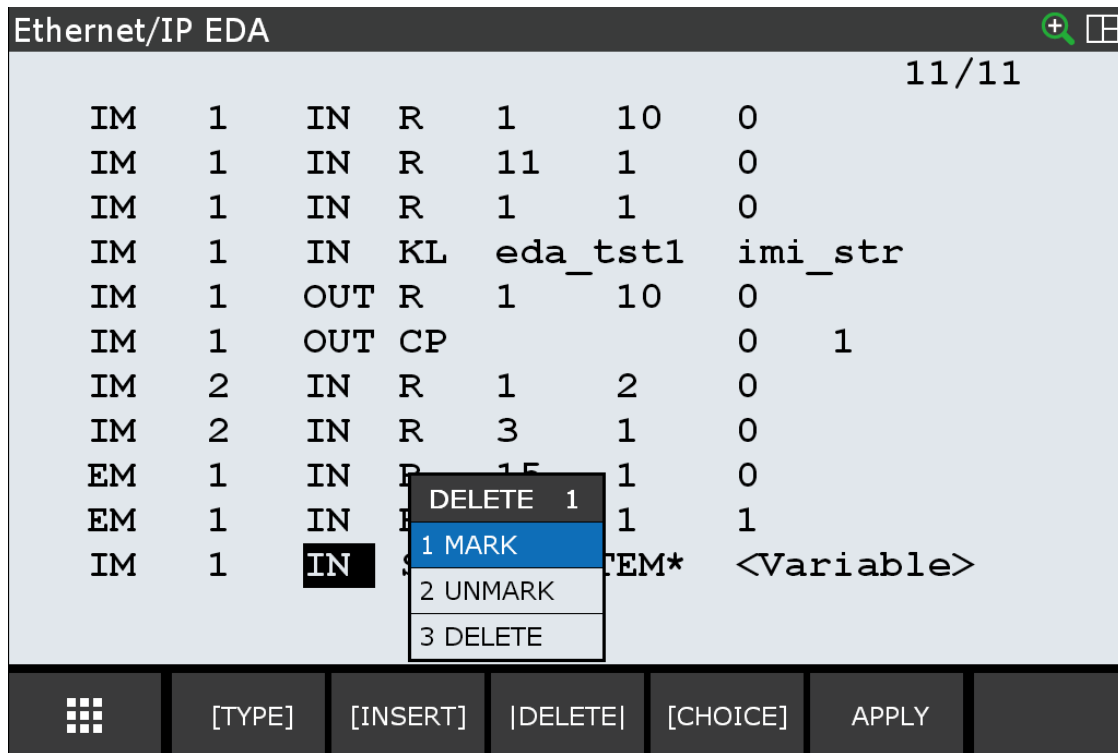 Ethernet/IP EDA
11/11
IM 1 IN R 1 10 0
IM 1 IN R 11 1 0
IM 1 IN R 1 1 0
IM 1 IN KL eda_tst1 imi_str
IM 1 OUT R 1 10 0
IM 1 OUT CP 0 1
IM 2 IN R 1 2 0
IM 2 IN R 3 1 0
EM 1 IN R 15 1 0
EM 1 IN 1 1
IM 1 IN TEM* <Variable>
DELETE 1
1 MARK
2 UNMARK
3 DELETE
[TYPE] [INSERT] |DELETE| [CHOICE] APPLY